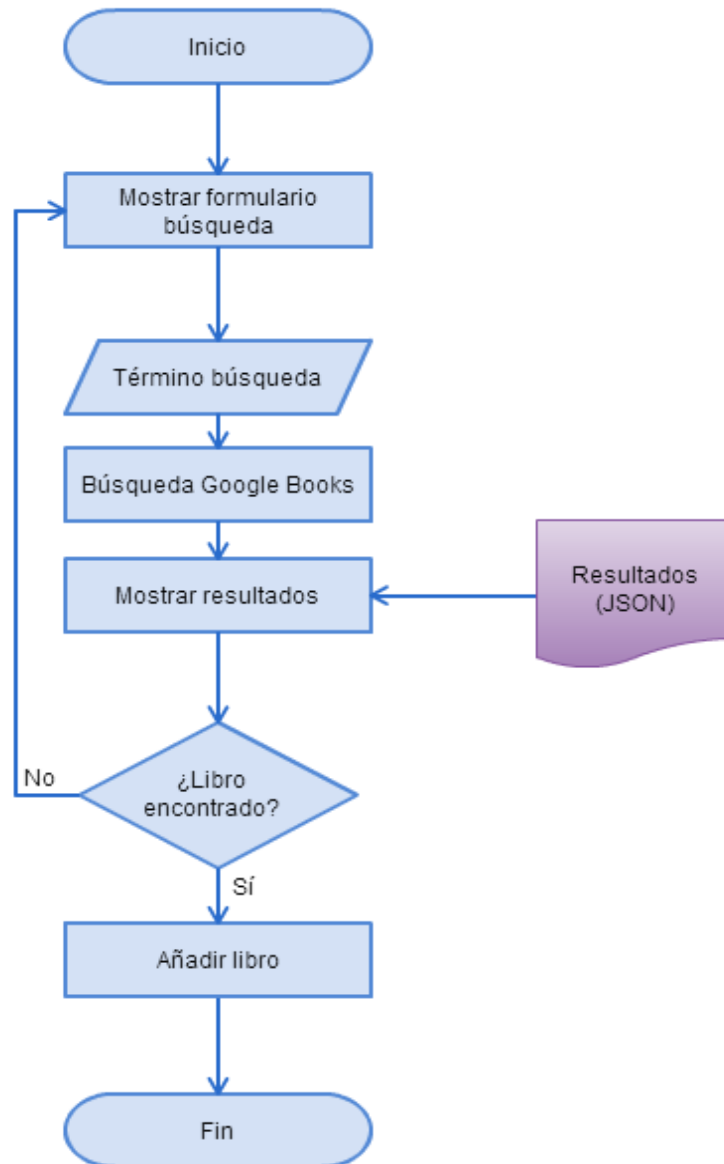 Inicio
Mostrar formulario
búsqueda
Término búsqueda
Búsqueda Google Books
Mostrar resultados
Resultados
(JSON)
¿Libro
encontrado?
No
Sí
Añadir libro
Fin